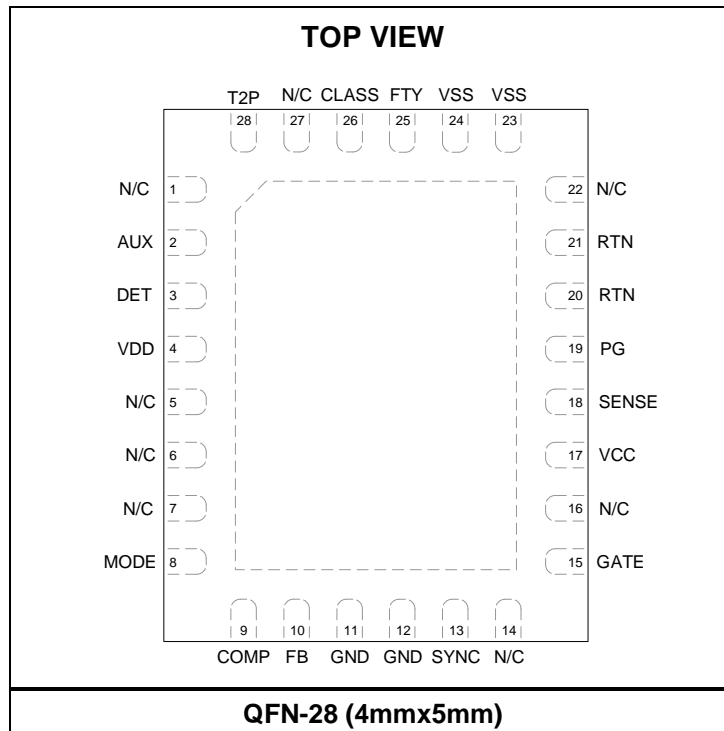 TOP VIEW
T2P N/C CLASS FTY VSS VSS
28 27 26 25 24 23
N/C 1 22 N/C
AUX 2 21 RTN
DET 3 20 RTN
VDD 4 19 PG
N/C 5 18 SENSE
N/C 6 17 VCC
N/C 7 16 N/C
MODE 8 15 GATE
9 10 11 12 13 14
COMP FB GND GND SYNC N/C
QFN-28 (4mmx5mm)